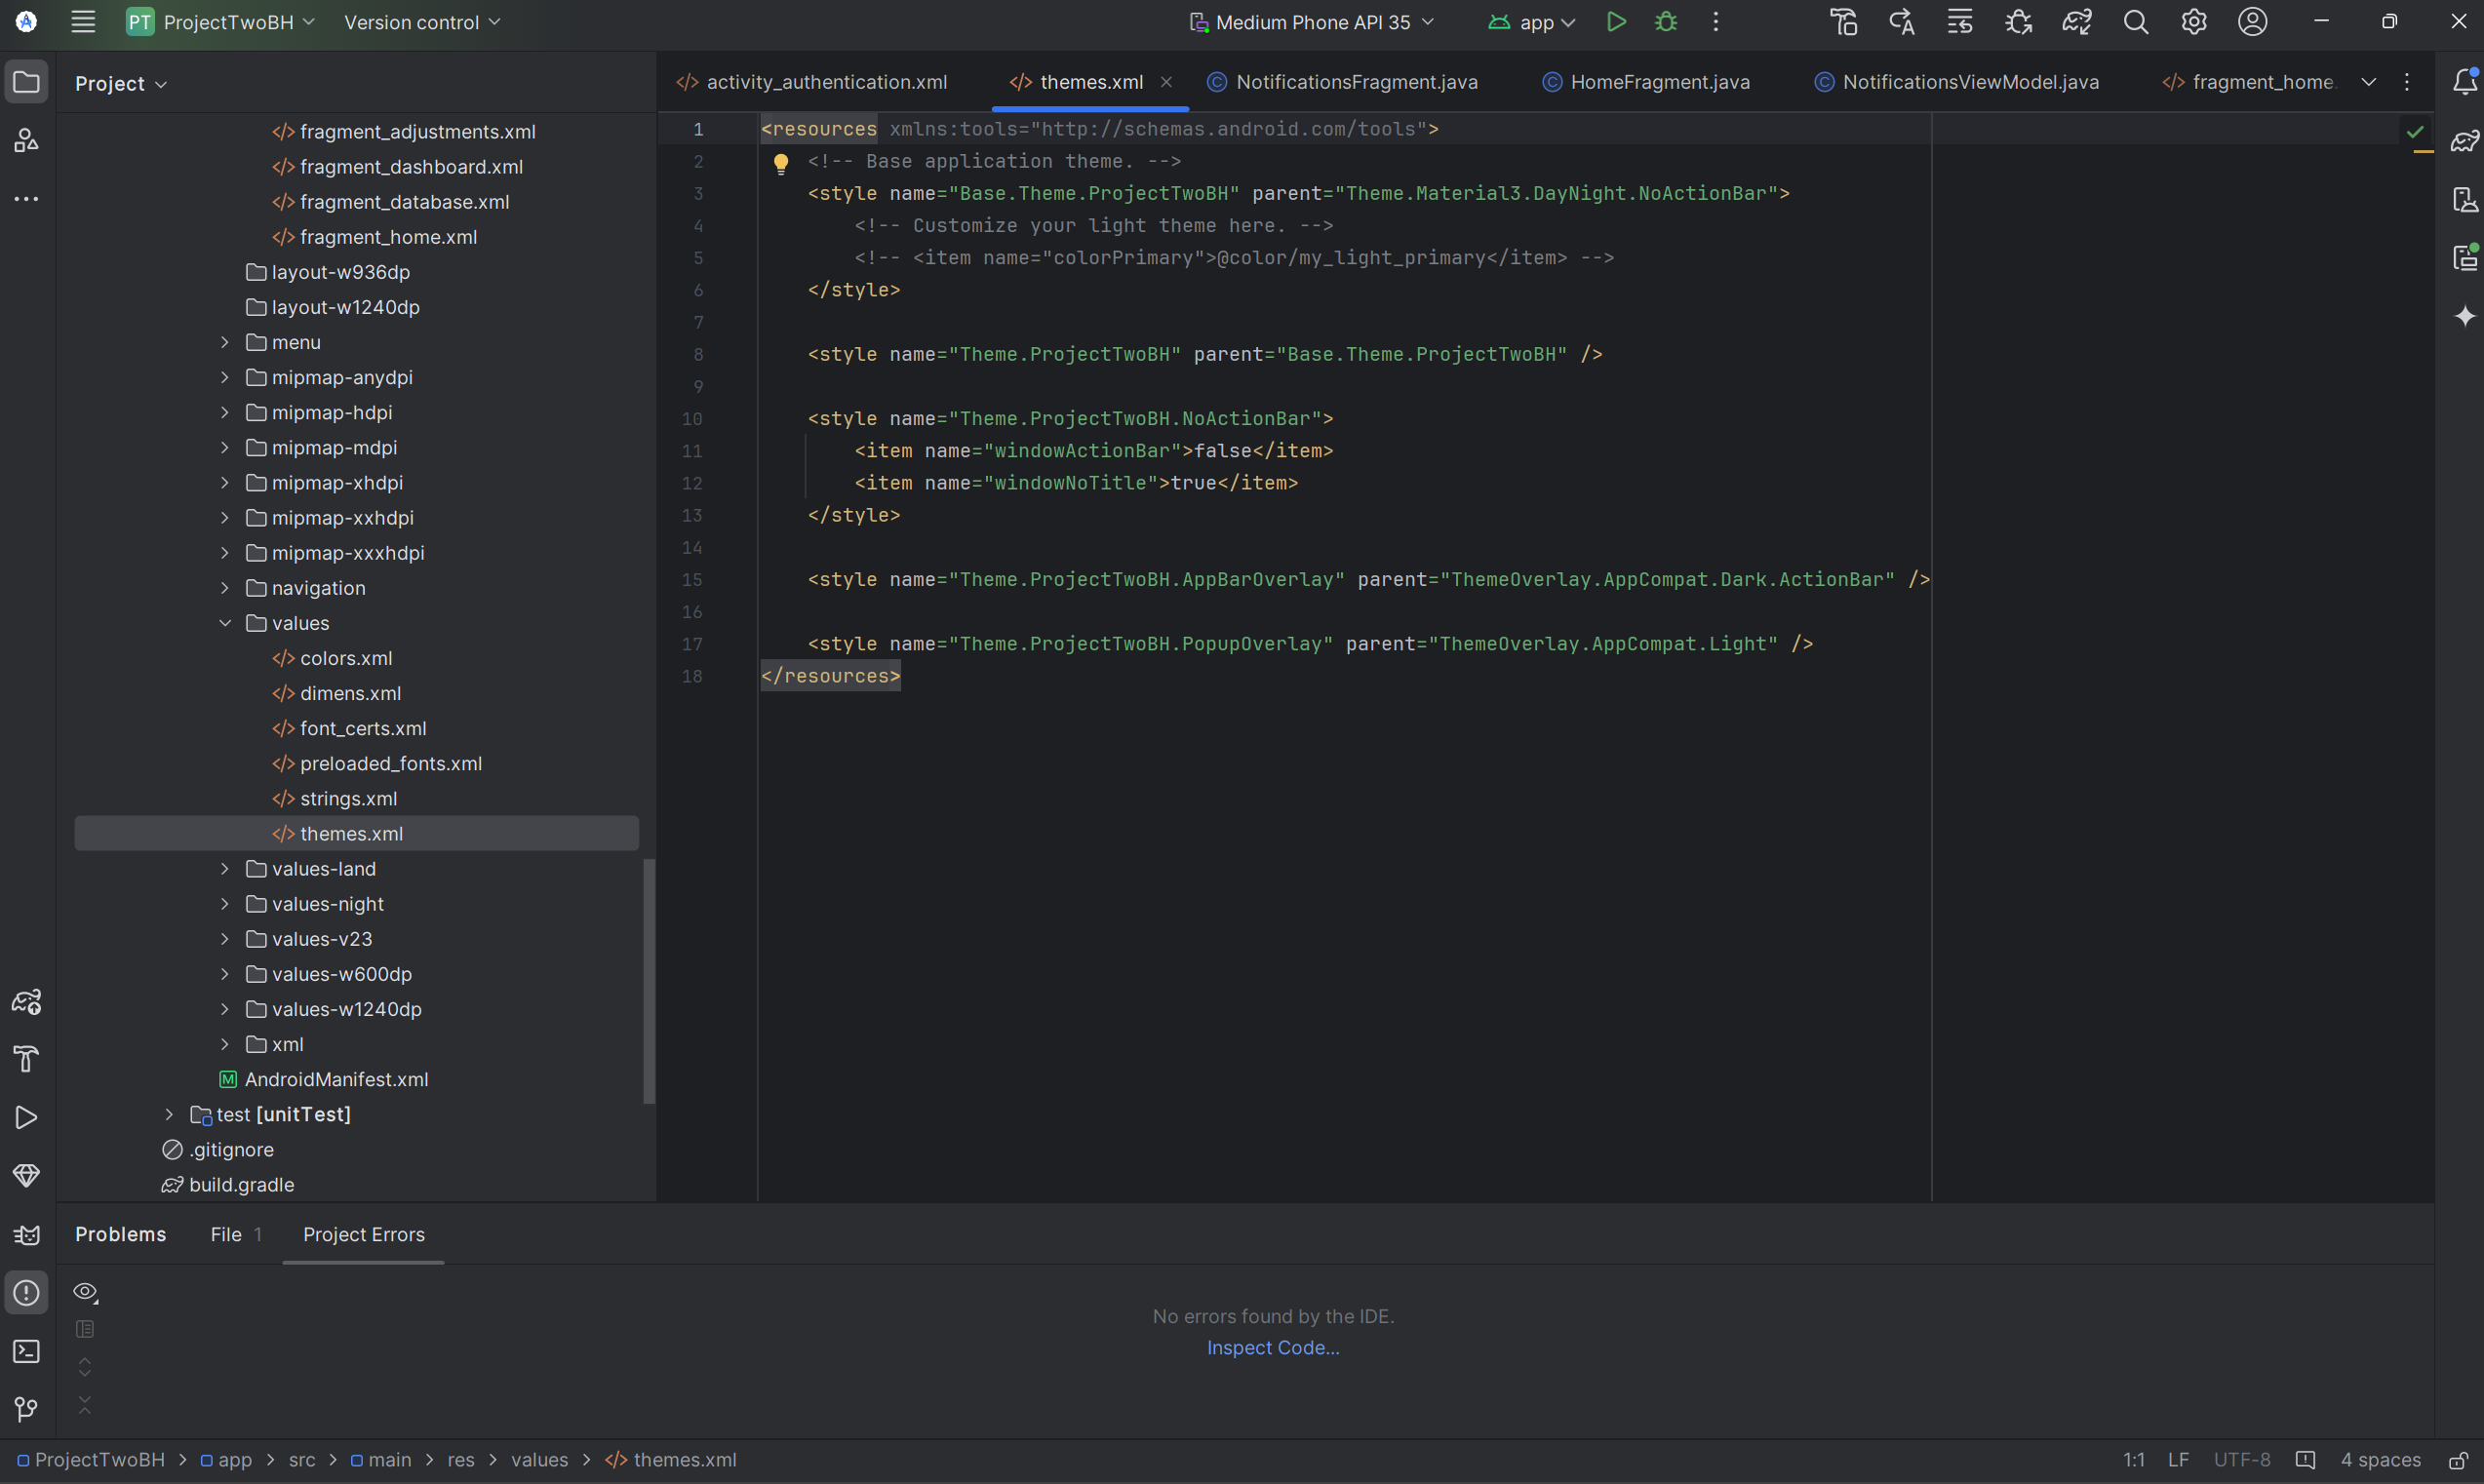 PT ProjectTwoBH Version control Medium Phone API 35 app
Project
activity_authentication.xml themes.xml NotificationsFragment.java HomeFragment.java NotificationsViewModel.java fragment_home.
fragment_adjustments.xml
fragment_dashboard.xml
fragment_database.xml
fragment_home.xml
layout-w936dp
layout-w1240dp
menu
mipmap-anydpi
mipmap-hdpi
mipmap-mdpi
mipmap-xhdpi
mipmap-xxhdpi
mipmap-xxxhdpi
navigation
values
colors.xml
dimens.xml
font_certs.xml
preloaded_fonts.xml
strings.xml
themes.xml
values-land
values-night
values-v23
values-w600dp
values-w1240dp
xml
AndroidManifest.xml
test [unitTest]
.gitignore
build.gradle
1 <resources xmlns:tools="http://schemas.android.com/tools">
2 <!-- Base application theme. -->
3 <style name="Base.Theme.ProjectTwoBH" parent="Theme.Material3.DayNight.NoActionBar">
4 <!-- Customize your light theme here. -->
5 <!-- <item name="colorPrimary">@color/my_light_primary</item> -->
6 </style>
7
8 <style name="Theme.ProjectTwoBH" parent="Base.Theme.ProjectTwoBH" />
9
10 <style name="Theme.ProjectTwoBH.NoActionBar">
11 <item name="windowActionBar">false</item>
12 <item name="windowNoTitle">true</item>
13 </style>
14
15 <style name="Theme.ProjectTwoBH.AppBarOverlay" parent="ThemeOverlay.AppCompat.Dark.ActionBar" />
16
17 <style name="Theme.ProjectTwoBH.PopupOverlay" parent="ThemeOverlay.AppCompat.Light" />
18 </resources>
Problems File 1 Project Errors
No errors found by the IDE.
Inspect Code...
ProjectTwoBH > app > src > main > res > values > themes.xml 1:1 LF UTF-8 4 spaces